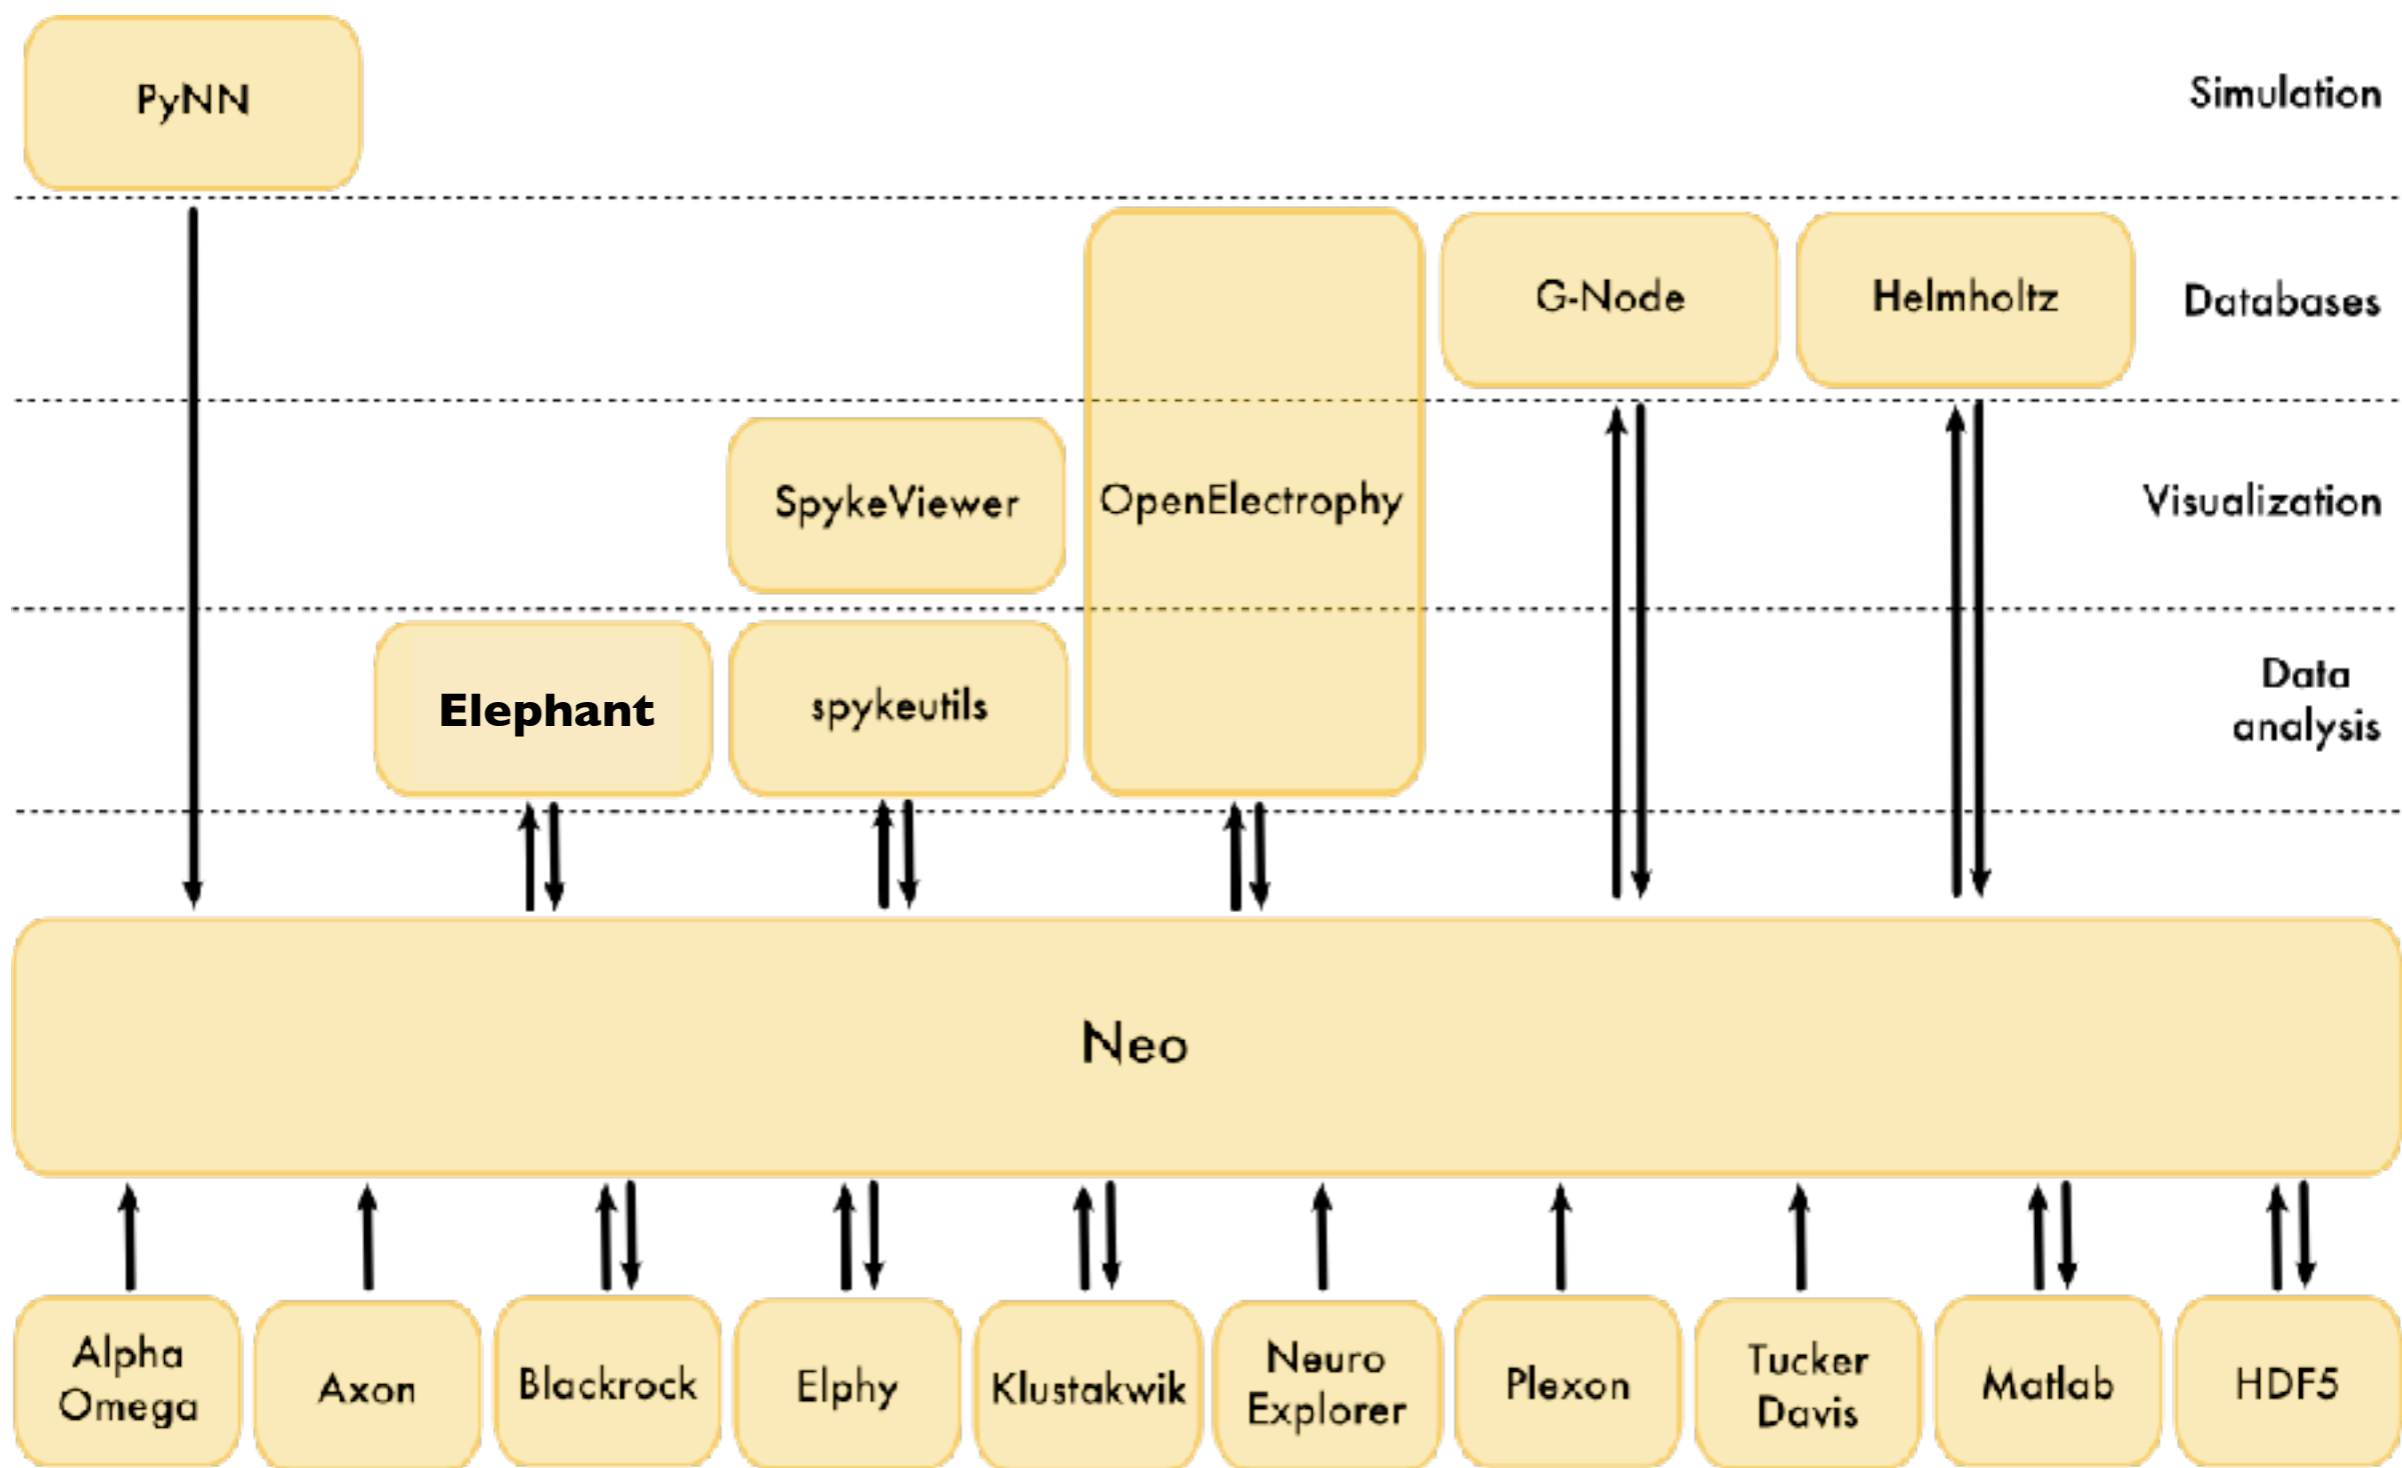 PyNN
Simulation
G-Node
Helmholtz
Databases
SpykeViewer
OpenElectrophy
Visualization
Elephant
spykeutils
Data
analysis
Neo
Alpha
Omega
Axon
Blackrock
Elphy
Klustakwik
Neuro
Explorer
Plexon
Tucker
Davis
Matlab
HDF5